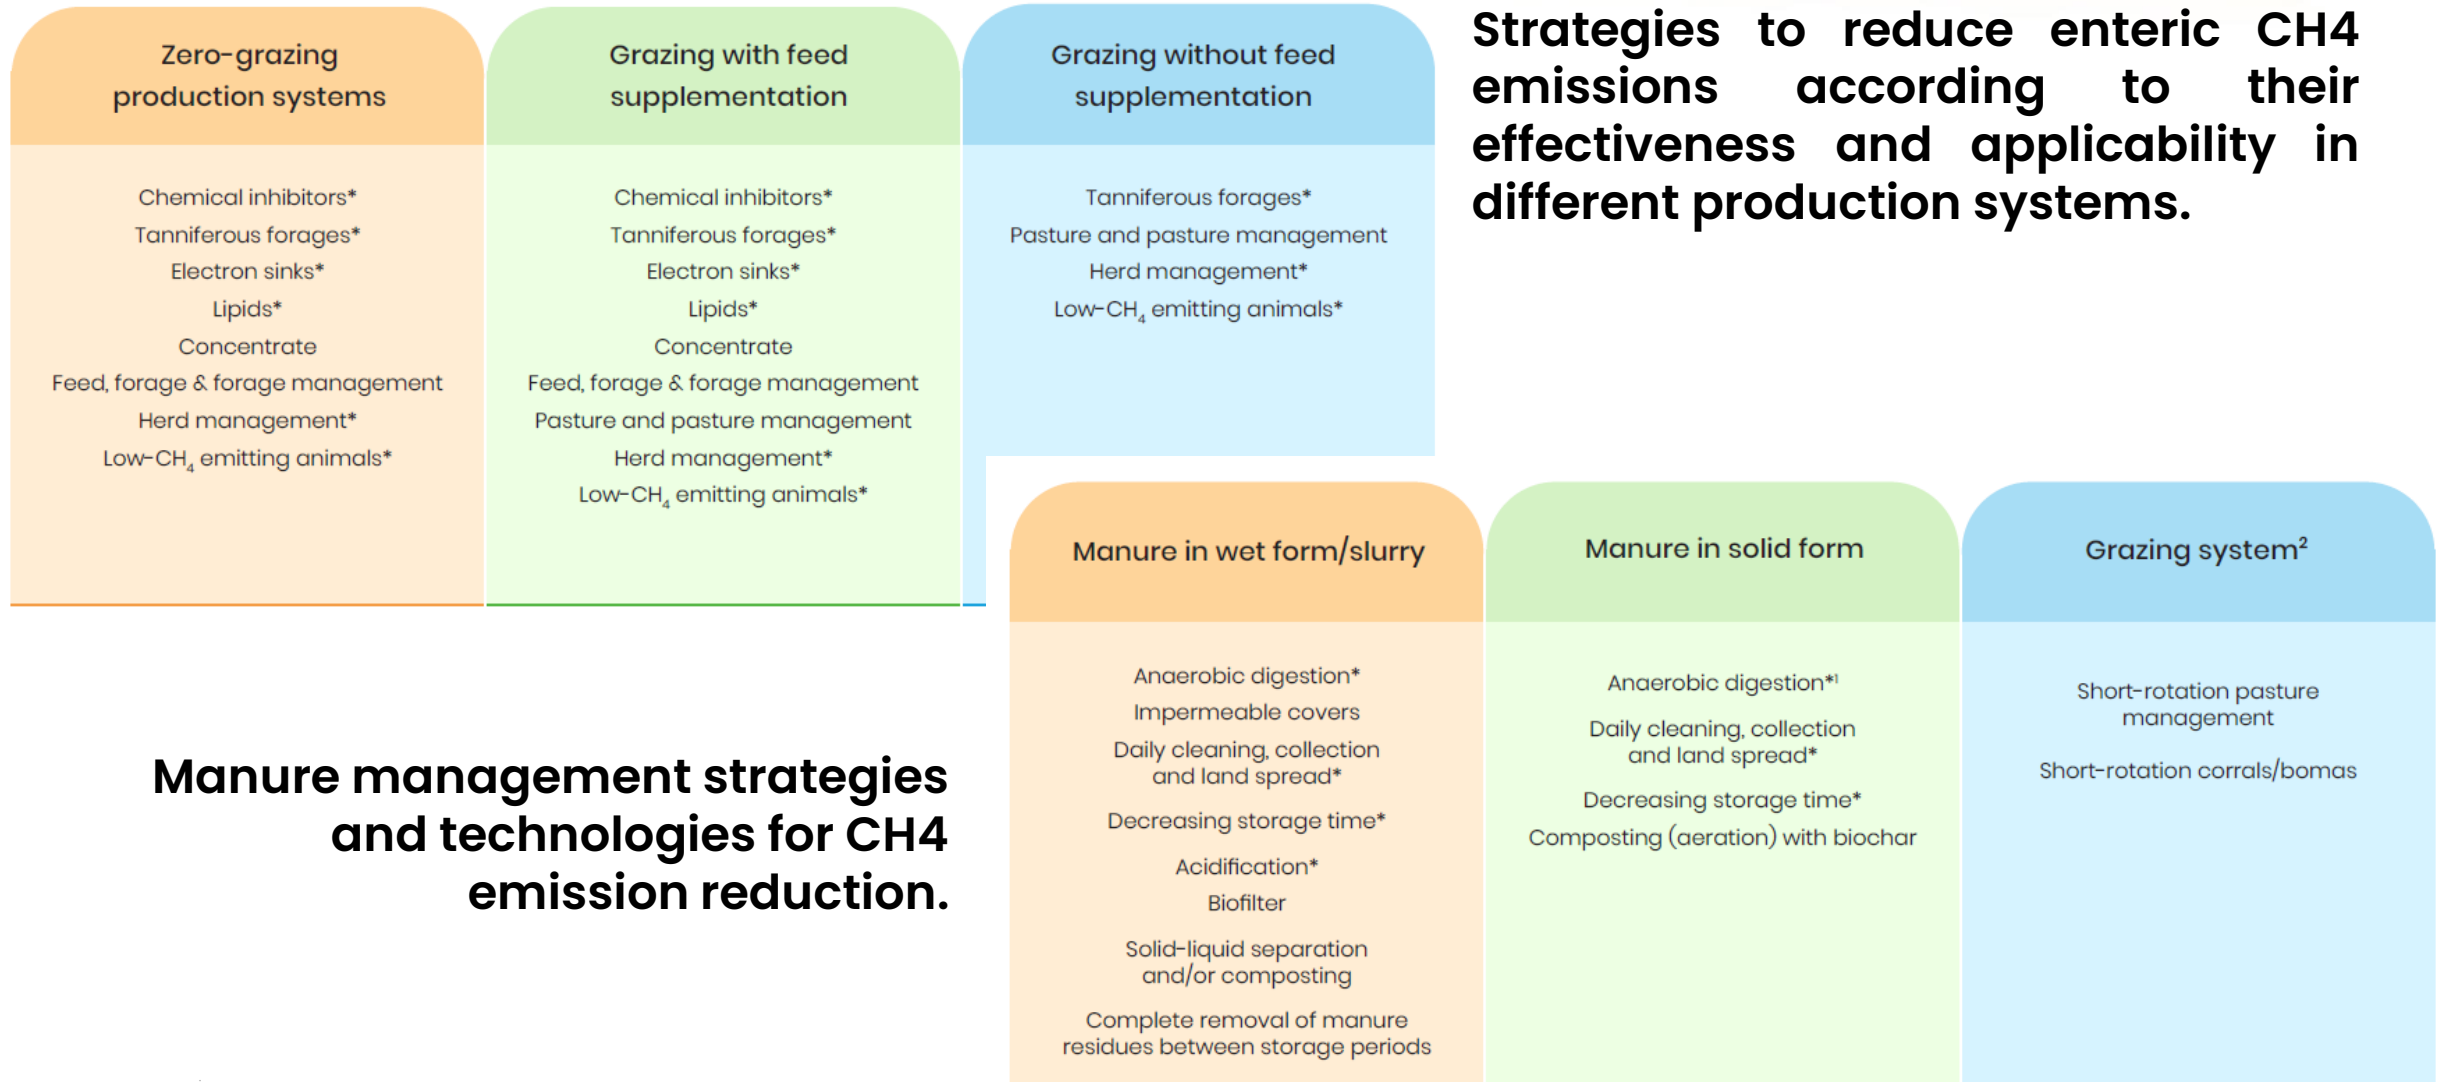 Zero-grazing
production systems
Chemical inhibitors*
Tanniferous forages*
Electron sinks*
Lipids*
Concentrate
Feed, forage & forage management
Herd management*
Low-CH₄ emitting animals*
Grazing with feed
supplementation
Chemical inhibitors*
Tanniferous forages*
Electron sinks*
Lipids*
Concentrate
Feed, forage & forage management
Pasture and pasture management
Herd management*
Low-CH₄ emitting animals*
Grazing without feed
supplementation
Tanniferous forages*
Pasture and pasture management
Herd management*
Low-CH₄ emitting animals*
Strategies to reduce enteric CH4
emissions according to their
effectiveness and applicability in
different production systems.
Manure management strategies
and technologies for CH4
emission reduction.
Manure in wet form/slurry
Anaerobic digestion*
Impermeable covers
Daily cleaning, collection
and land spread*
Decreasing storage time*
Acidification*
Biofilter
Solid-liquid separation
and/or composting
Complete removal of manure
residues between storage periods
Manure in solid form
Anaerobic digestion*¹
Daily cleaning, collection
and land spread*
Decreasing storage time*
Composting (aeration) with biochar
Grazing system²
Short-rotation pasture
management
Short-rotation corrals/bomas